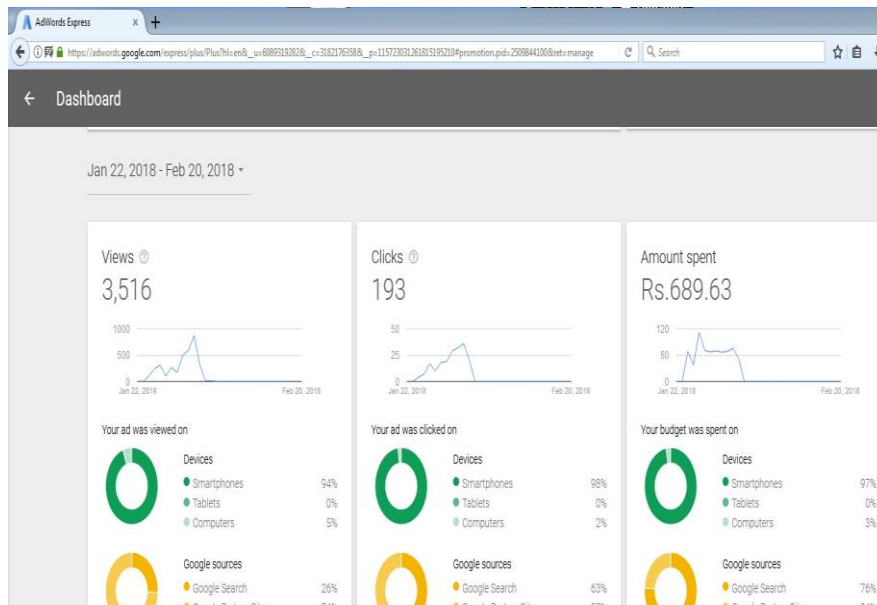 AdWords Express
https://adwords.google.com/express/plus/Plus?hl=en&_u=6089319282&_c=3182176358&_p=115723031261815195210#promotion.pid=2509844100&ret=manage
Search
Dashboard
Jan 22, 2018 - Feb 20, 2018
Views
3,516
1000
500
0
Jan 22, 2018 Feb 20, 2018
Your ad was viewed on
Devices
Smartphones 94%
Tablets 0%
Computers 5%
Google sources
Google Search 26%
Clicks
193
50
25
0
Jan 22, 2018 Feb 20, 2018
Your ad was clicked on
Devices
Smartphones 98%
Tablets 0%
Computers 2%
Google sources
Google Search 63%
Amount spent
Rs.689.63
120
60
0
Jan 22, 2018 Feb 20, 2018
Your budget was spent on
Devices
Smartphones 97%
Tablets 0%
Computers 3%
Google sources
Google Search 76%